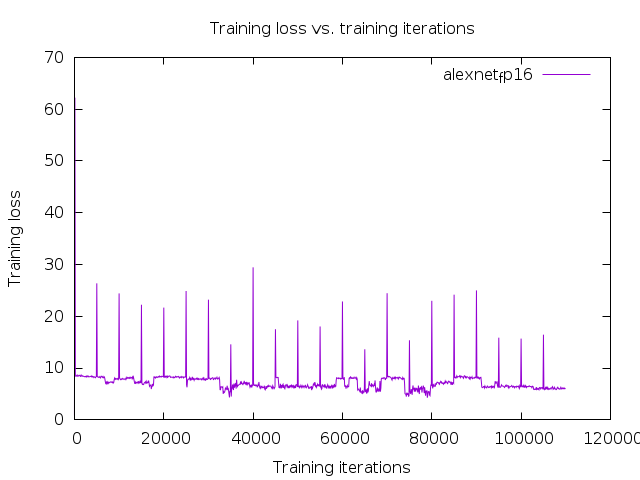 Training loss vs. training iterations
alexnetfp16
70
60
50
40
30
20
10
0
Training loss
0 20000 40000 60000 80000 100000 120000
Training iterations